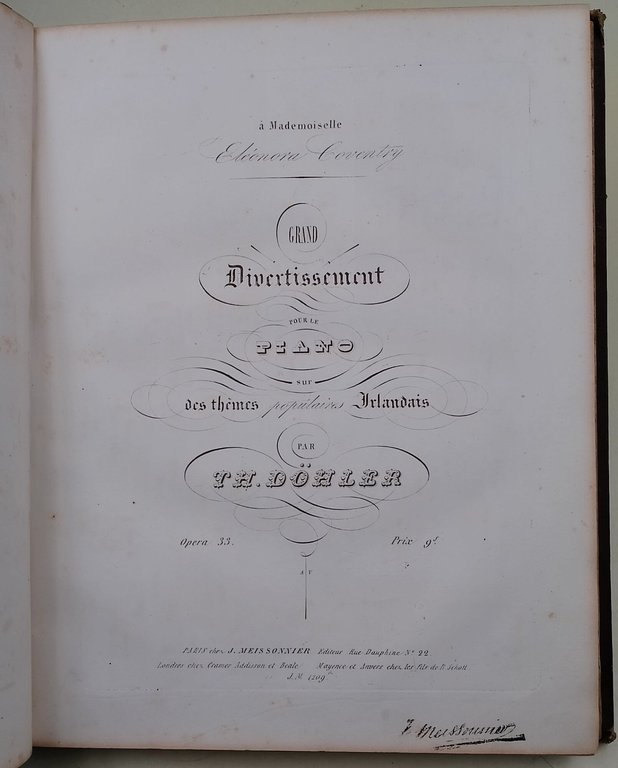 à Mademoiselle
Eléonora Coventry
GRAND
Divertissement
POUR LE
PIANO
sur
des thèmes populaires Irlandais
PAR
TH. DÖHLER
Opera 33. Prix 9f.
A V
PARIS chez J. MEISSONNIER Editeur Rue Dauphine No 22
Londres chez Cramer Addisson et Beale Mayence et Anvers chez les fils de B. Schott
J. M. 1209
J Meissonnier